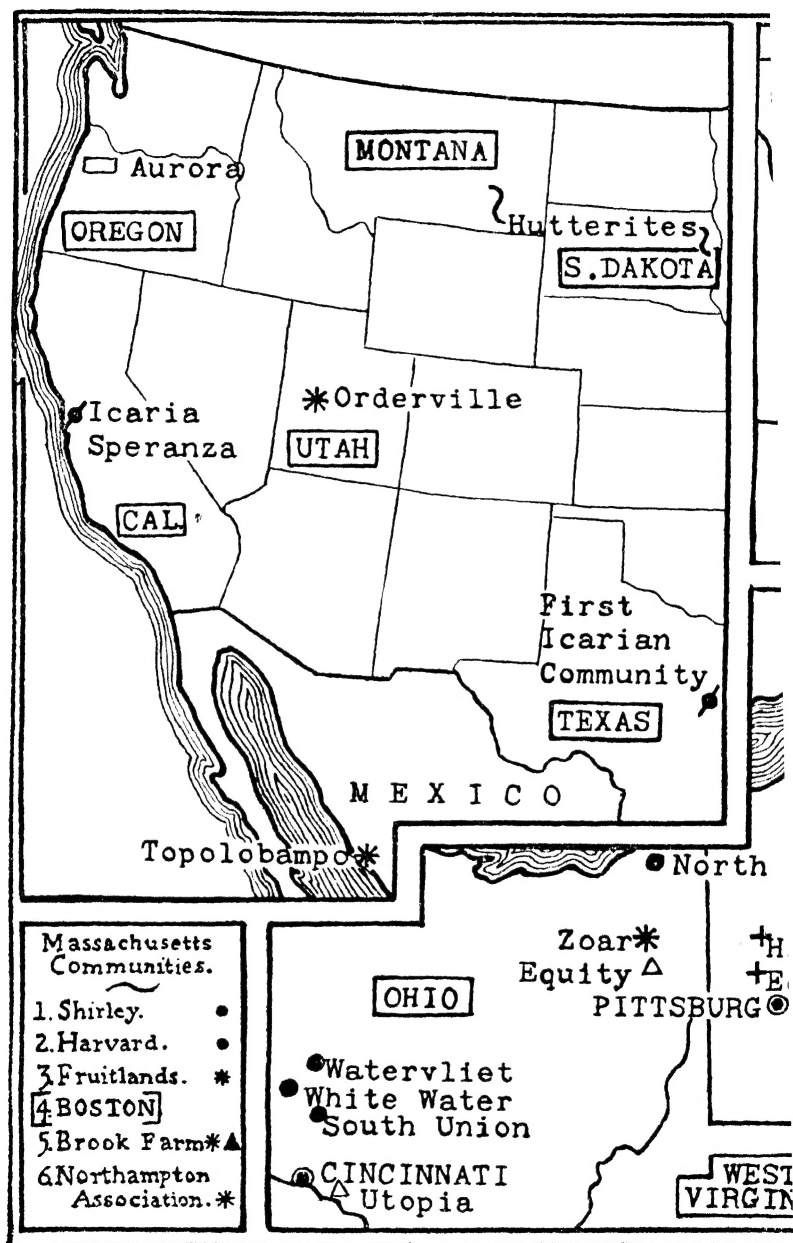 MONTANA
Aurora
Hutterites
OREGON
S.DAKOTA
Icaria
Speranza
Orderville
UTAH
CAL.
First
Icarian
Community
TEXAS
MEXICO
Topolobampo
Massachusetts
Communities.
1.Shirley.
2.Harvard.
3.Fruitlands.
4.BOSTON
5.Brook Farm
6.Northampton
Association.
North
Zoar
H
Equity
E
OHIO
PITTSBURG
Watervliet
White Water
South Union
CINCINNATI
Utopia
WEST
VIRGIN